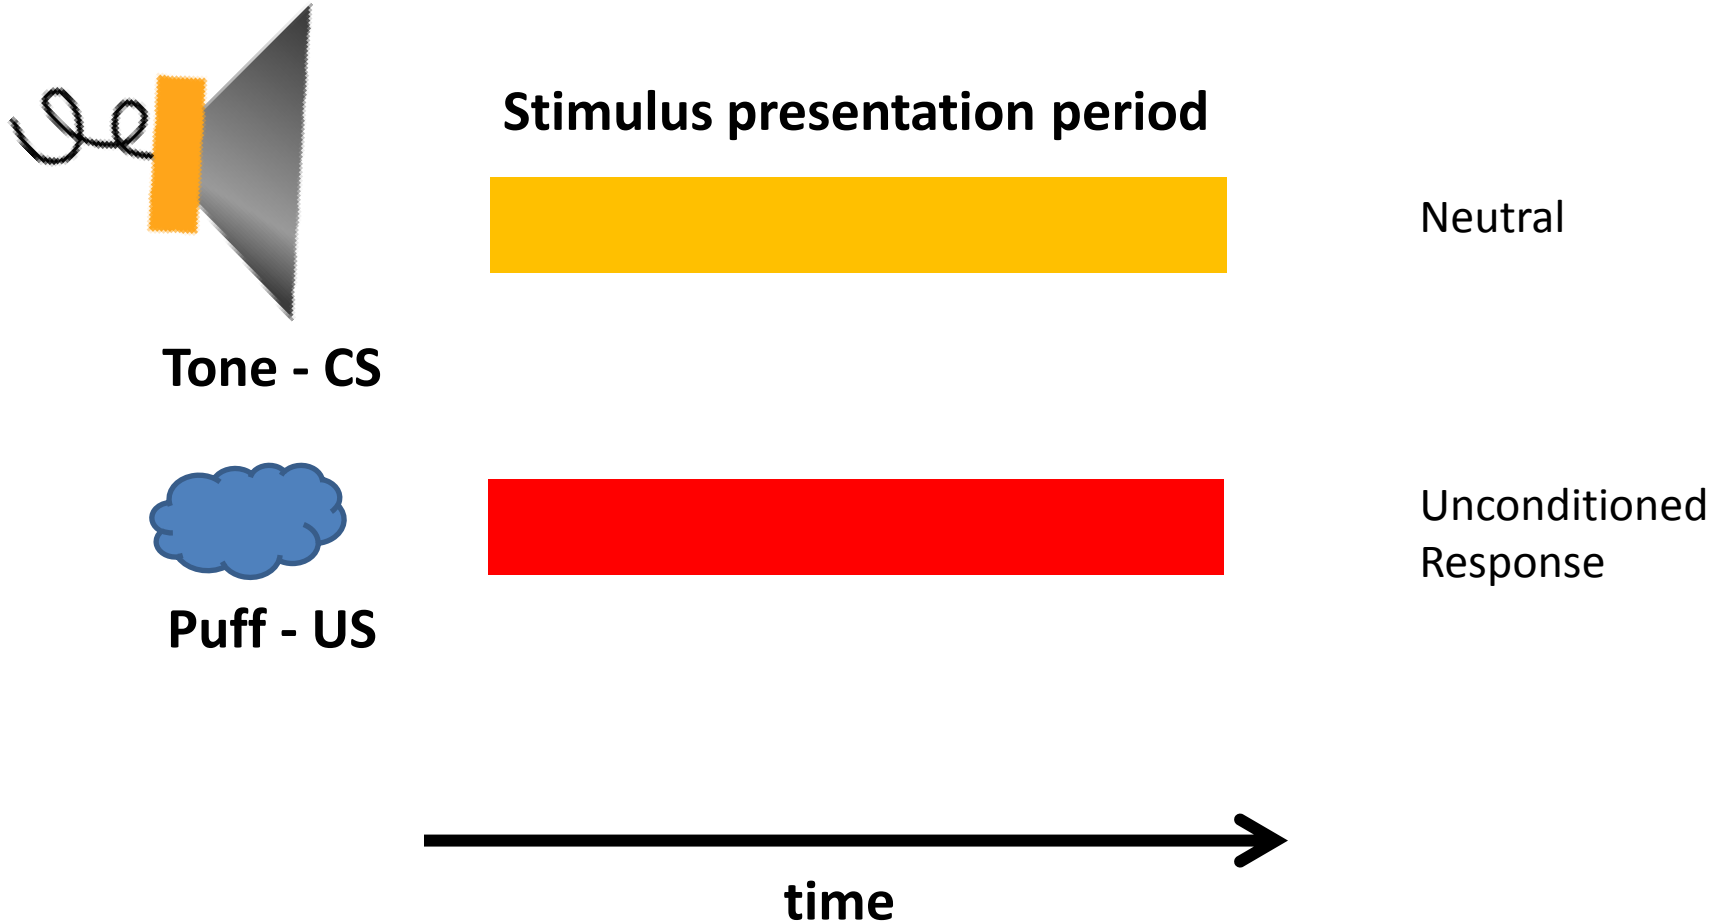 Stimulus presentation period
Neutral
Tone - CS
Unconditioned
Response
Puff - US
time